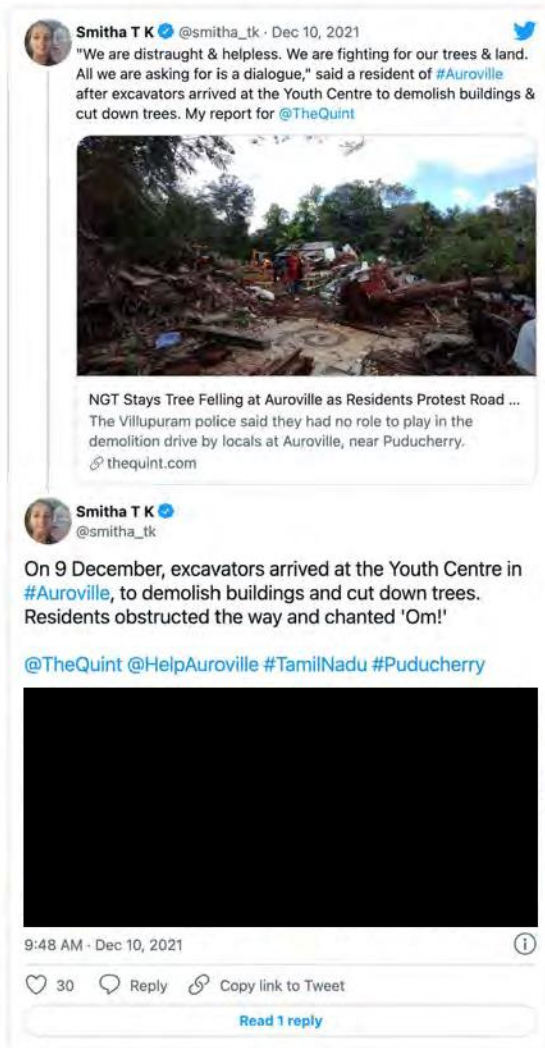 Smitha T K @smitha_tk · Dec 10, 2021
"We are distraught & helpless. We are fighting for our trees & land.
All we are asking for is a dialogue," said a resident of #Auroville
after excavators arrived at the Youth Centre to demolish buildings &
cut down trees. My report for @TheQuint
NGT Stays Tree Felling at Auroville as Residents Protest Road ...
The Villupuram police said they had no role to play in the
demolition drive by locals at Auroville, near Puducherry.
thequint.com
Smitha T K
@smitha_tk
On 9 December, excavators arrived at the Youth Centre in
#Auroville, to demolish buildings and cut down trees.
Residents obstructed the way and chanted 'Om!'
@TheQuint @HelpAuroville #TamilNadu #Puducherry
9:48 AM · Dec 10, 2021
30 Reply Copy link to Tweet
Read 1 reply